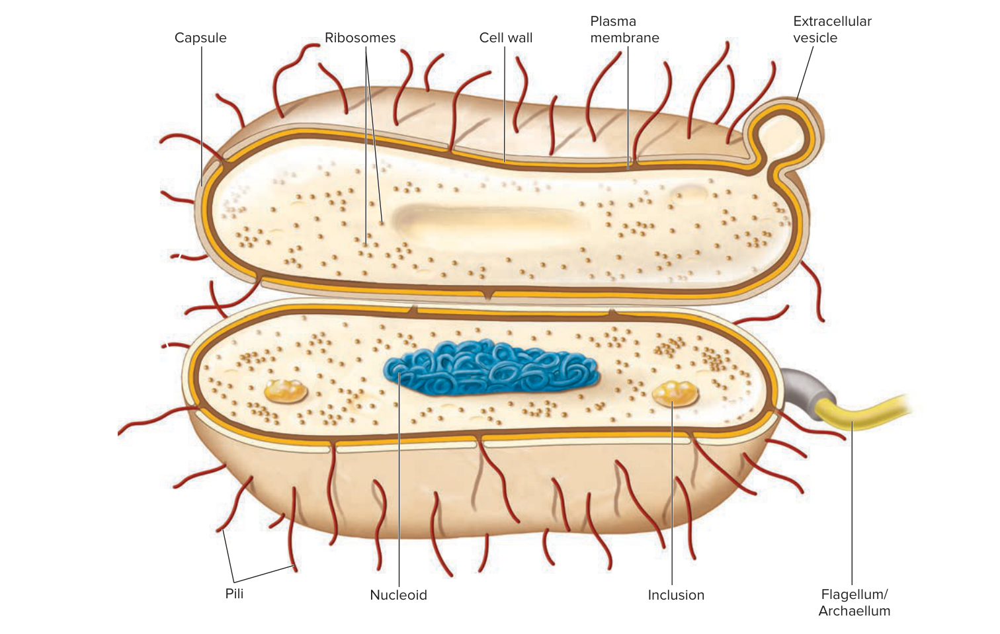 Capsule
Ribosomes
Cell wall
Plasma
membrane
Extracellular
vesicle
Pili
Nucleoid
Inclusion
Flagellum/
Archaellum